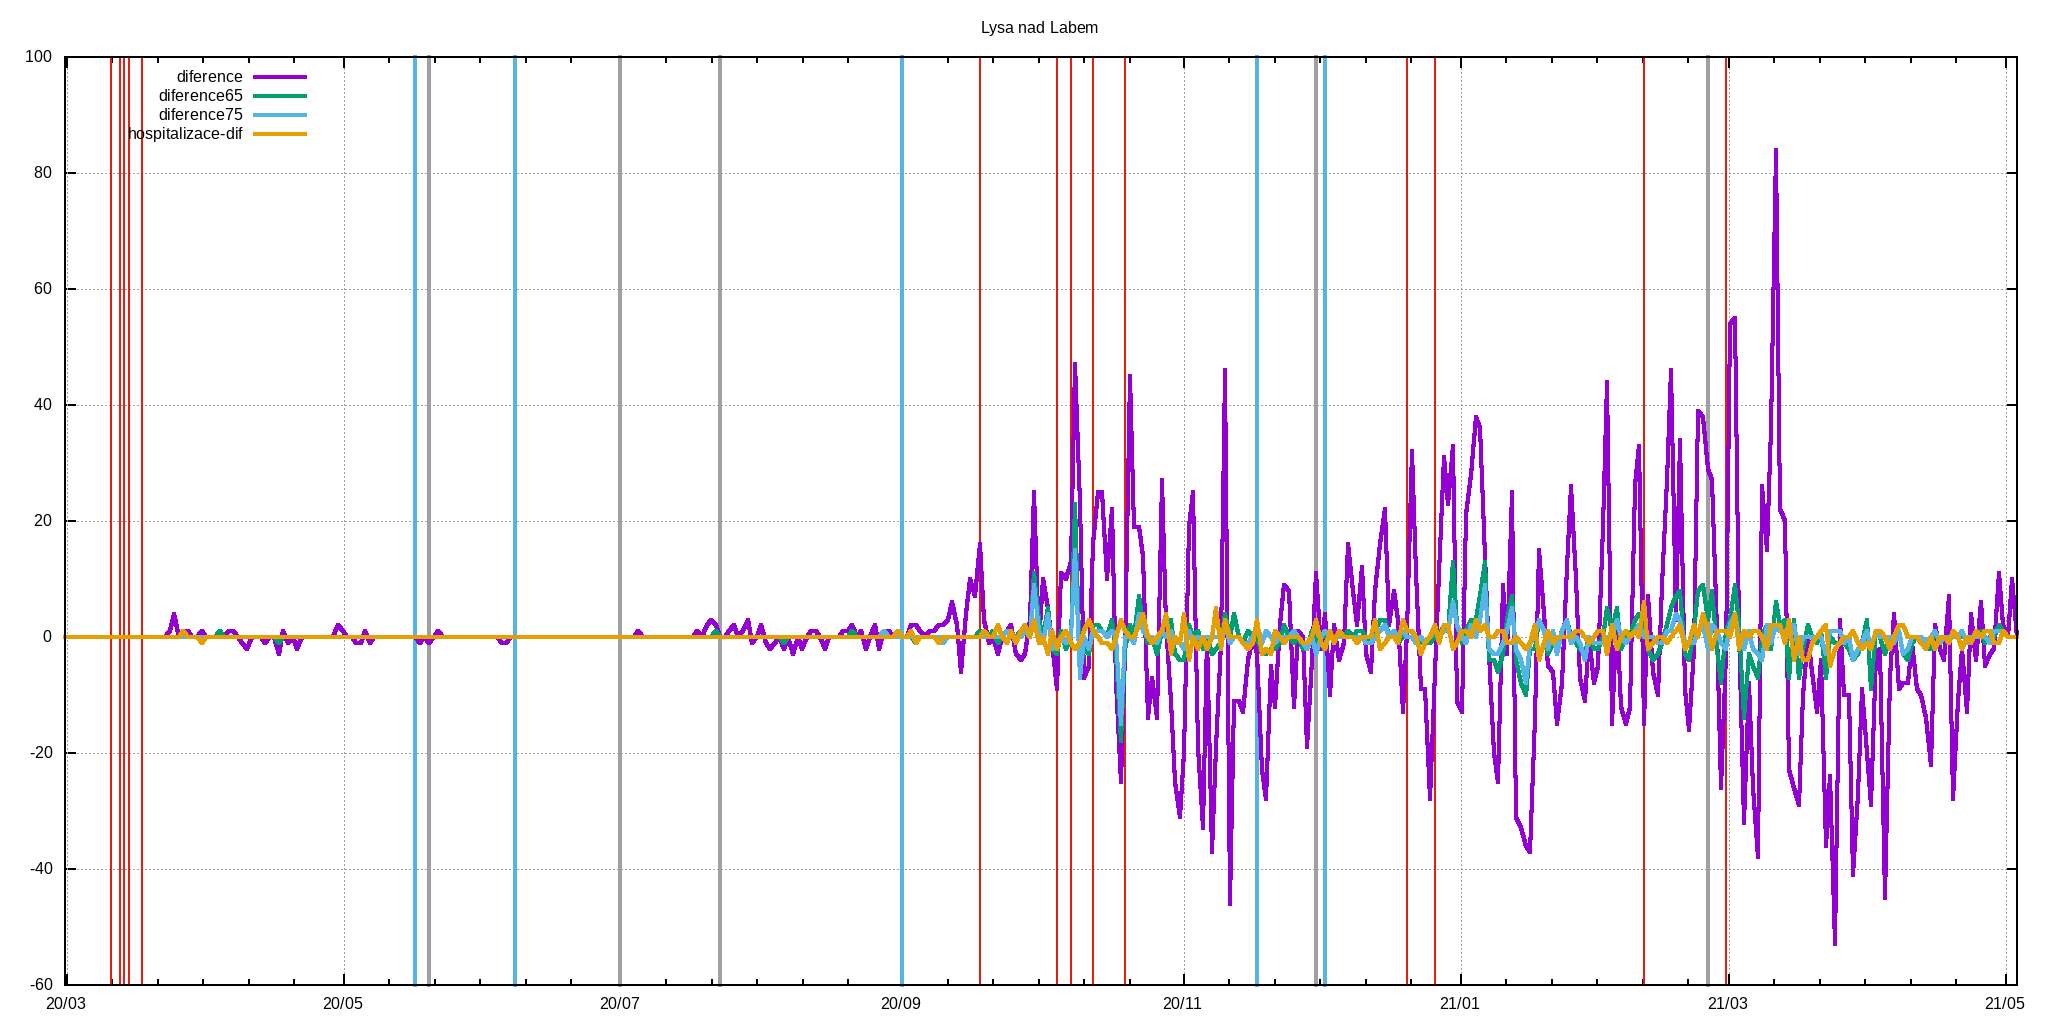 Lysa nad Labem
100
80
60
40
20
0
-20
-40
-60
diference
diference65
diference75
hospitalizace-dif
20/03 20/05 20/07 20/09 20/11 21/01 21/03 21/05